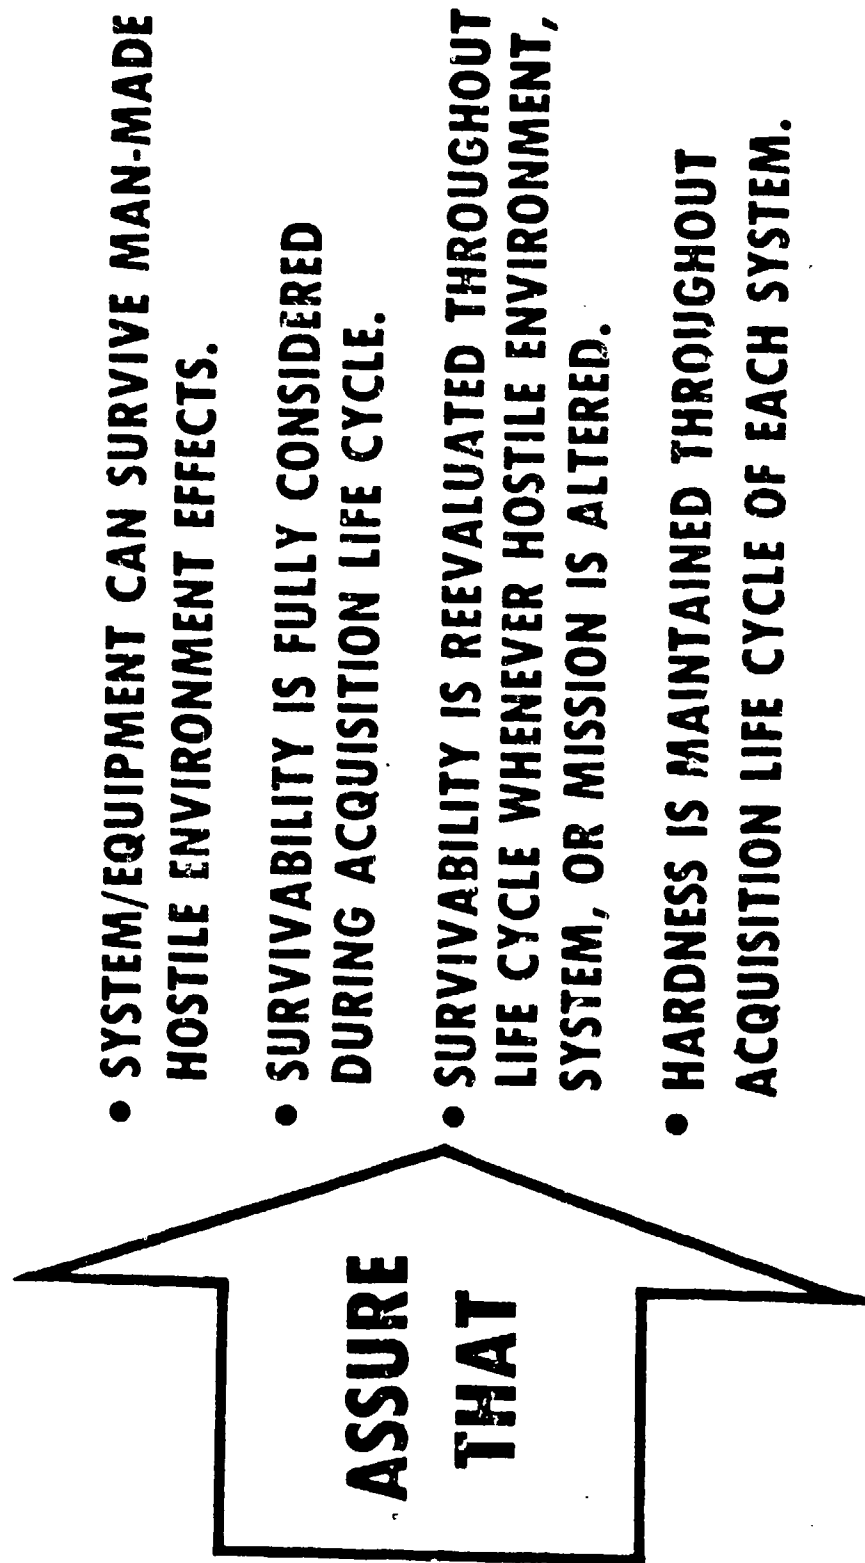 ASSURE
THAT
• SYSTEM/EQUIPMENT CAN SURVIVE MAN-MADE
HOSTILE ENVIRONMENT EFFECTS.
• SURVIVABILITY IS FULLY CONSIDERED
DURING ACQUISITION LIFE CYCLE.
• SURVIVABILITY IS REEVALUATED THROUGHOUT
LIFE CYCLE WHENEVER HOSTILE ENVIRONMENT,
SYSTEM, OR MISSION IS ALTERED.
• HARDNESS IS MAINTAINED THROUGHOUT
ACQUISITION LIFE CYCLE OF EACH SYSTEM.